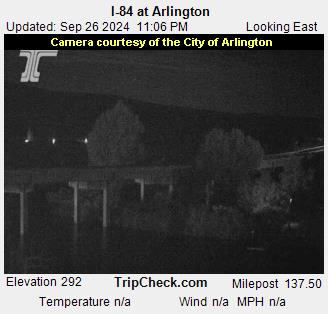 I-84 at Arlington
Updated: Sep 26 2024 11:06 PM Looking East
Camera courtesy of the City of Arlington
Elevation 292 TripCheck.com Milepost 137.50
Temperature n/a Wind n/a MPH n/a